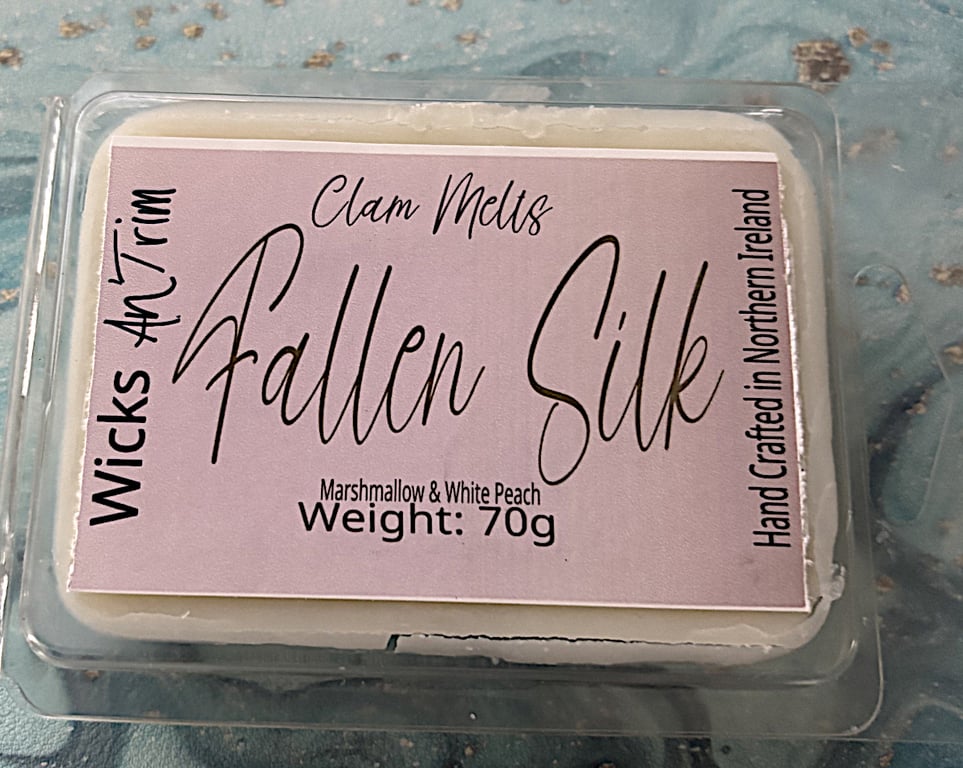 Clam Melts
Fallen Silk
Marshmallow & White Peach
Weight: 70g
Wicks AnTrim
Hand Crafted in Northern Ireland